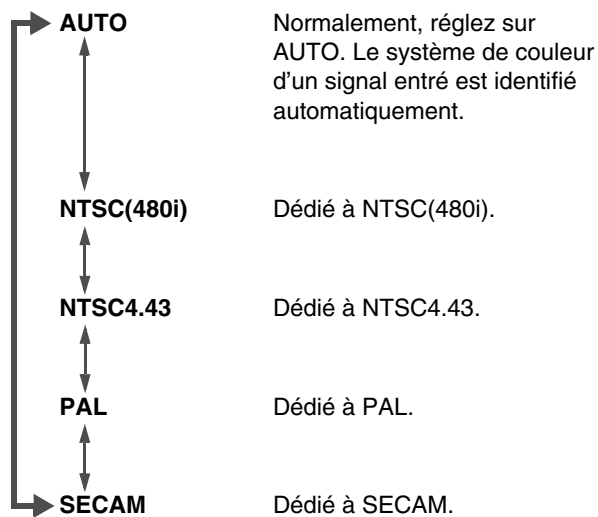 AUTO Normalement, réglez sur
AUTO. Le système de couleur
d’un signal entré est identifié
automatiquement.
NTSC(480i) Dédié à NTSC(480i).
NTSC4.43 Dédié à NTSC4.43.
PAL Dédié à PAL.
SECAM Dédié à SECAM.